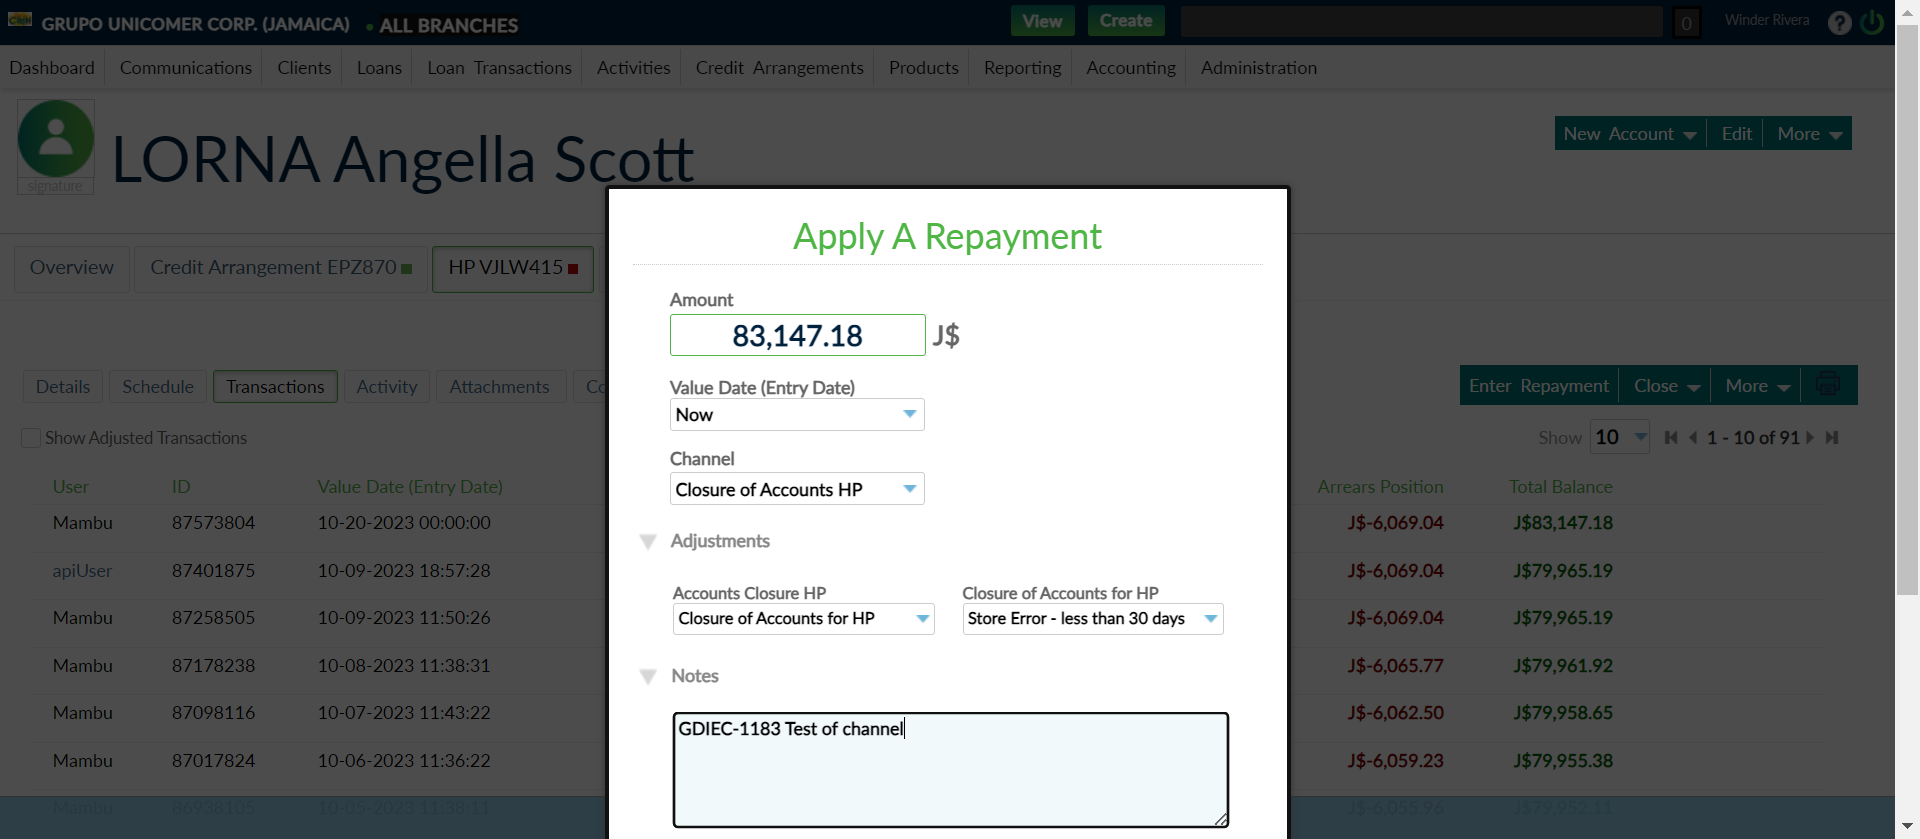 GRUPO UNICOMER CORP. (JAMAICA) • ALL BRANCHES View Create 0 Winder Rivera ?
Dashboard Communications Clients Loans Loan Transactions Activities Credit Arrangements Products Reporting Accounting Administration
signature
LORNA Angella Scott
New Account Edit More
Overview Credit Arrangement EPZ870 HP VJLW415
Details Schedule Transactions Activity Attachments Co
Enter Repayment Close More
Show Adjusted Transactions
Show 10 1 - 10 of 91
User ID Value Date (Entry Date) Arrears Position Total Balance
Mambu 87573804 10-20-2023 00:00:00 J$-6,069.04 J$83,147.18
apiUser 87401875 10-09-2023 18:57:28 J$-6,069.04 J$79,965.19
Mambu 87258505 10-09-2023 11:50:26 J$-6,069.04 J$79,965.19
Mambu 87178238 10-08-2023 11:38:31 J$-6,065.77 J$79,961.92
Mambu 87098116 10-07-2023 11:43:22 J$-6,062.50 J$79,958.65
Mambu 87017824 10-06-2023 11:36:22 J$-6,059.23 J$79,955.38
Mambu 86938105 10-05-2023 11:38:11 J$-6,055.96 J$79,952.11
Apply A Repayment
Amount
83,147.18 J$
Value Date (Entry Date)
Now
Channel
Closure of Accounts HP
Adjustments
Accounts Closure HP Closure of Accounts for HP
Closure of Accounts for HP Store Error - less than 30 days
Notes
GDIEC-1183 Test of channel